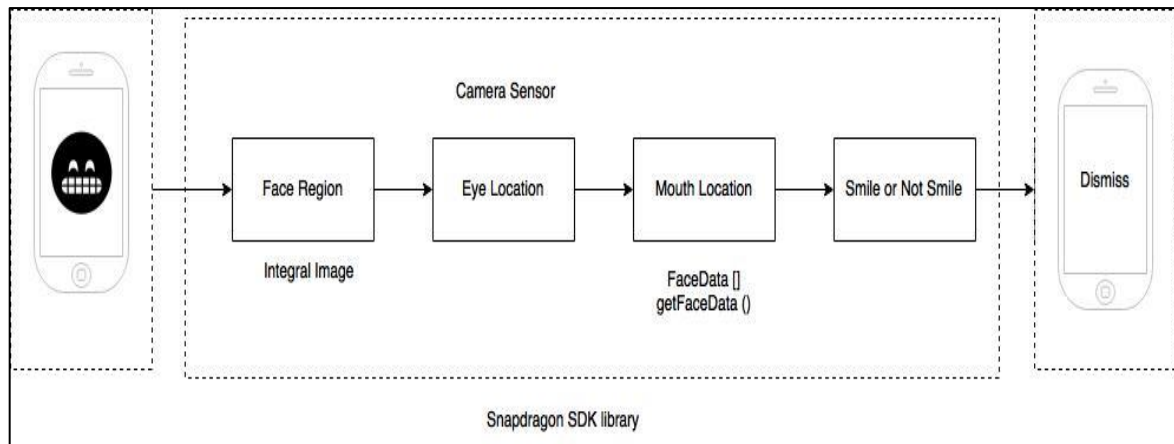 Camera Sensor
Face Region
Eye Location
Mouth Location
Smile or Not Smile
Dismiss
Integral Image
FaceData []
getFaceData ()
Snapdragon SDK library